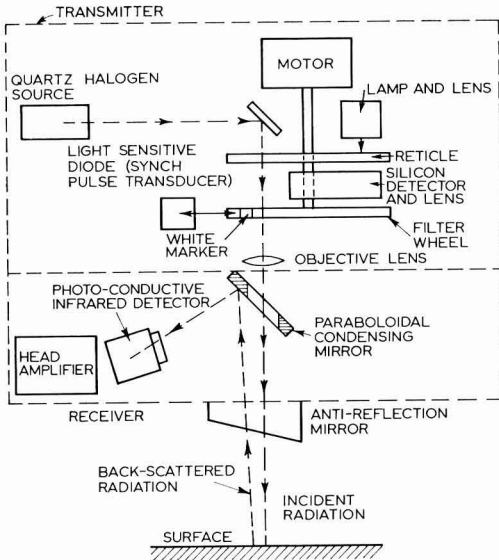 TRANSMITTER
QUARTZ HALOGEN
SOURCE
MOTOR
LAMP AND LENS
LIGHT SENSITIVE
DIODE (SYNCH
PULSE TRANSDUCER)
RETICLE
SILICON
DETECTOR
AND LENS
WHITE
MARKER
FILTER
WHEEL
OBJECTIVE LENS
PHOTO-CONDUCTIVE
INFRARED DETECTOR
PARABOLOIDAL
CONDENSING
MIRROR
HEAD
AMPLIFIER
RECEIVER
ANTI-REFLECTION
MIRROR
BACK-SCATTERED
RADIATION
INCIDENT
RADIATION
SURFACE